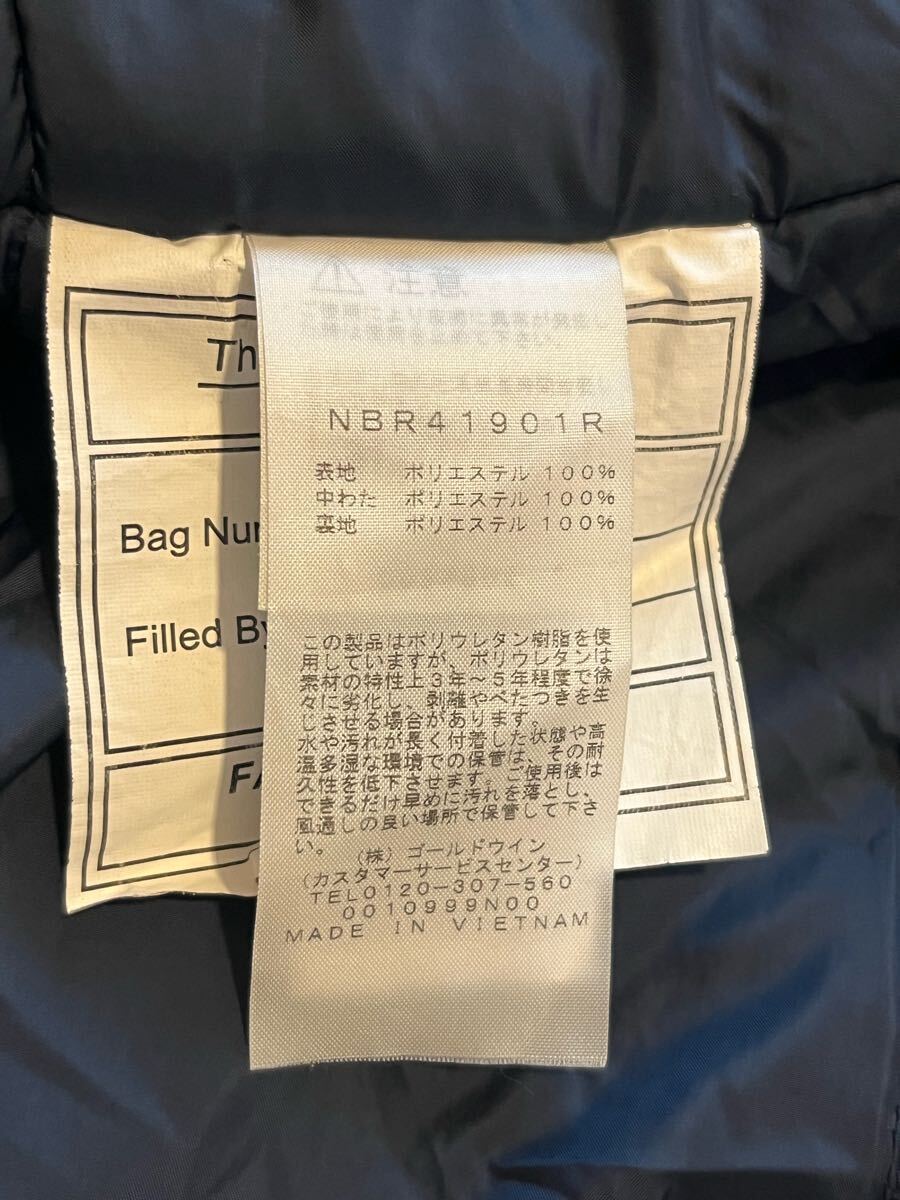 Th
Bag Nu
Filled By
FA
NBR41901R
表地 ポリエステル 100%
中わた ポリエステル 100%
裏地 ポリエステル 100%
この製品はポリウレタン樹脂を使
用していますが、ポリウレタンは
素材の特性上3年～5年程度で徐
々に劣化し、剥離やべたつきを生
じさせる場合があります。
水や汚れが長く付着した状態や高
温多湿な環境での保管は、その耐
久性を低下させます。ご使用後は
できるだけ早めに汚れを落とし、
風通しの良い場所で保管して下さ
い。
(株)ゴールドウイン
(カスタマーサービスセンター)
TEL0120-307-560
0010999N00
MADE IN VIETNAM